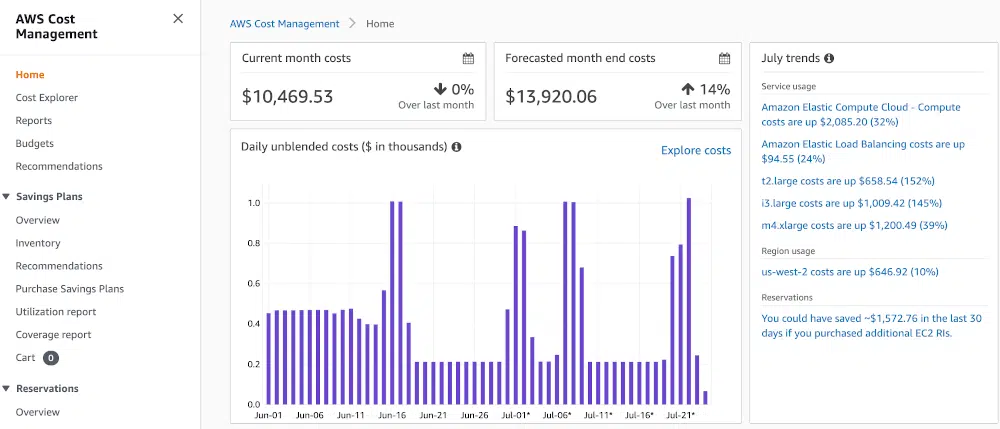 AWS Cost
Management
Home
Cost Explorer
Reports
Budgets
Recommendations
Savings Plans
Overview
Inventory
Recommendations
Purchase Savings Plans
Utilization report
Coverage report
Cart 0
Reservations
Overview
AWS Cost Management > Home
Current month costs
$10,469.53
0%
Over last month
Forecasted month end costs
$13,920.06
14%
Over last month
Daily unblended costs ($ in thousands)
Explore costs
1.0
0.8
0.6
0.4
0.2
0.0
Jun-01 Jun-06 Jun-11 Jun-16 Jun-21 Jun-26 Jul-01* Jul-06* Jul-11* Jul-16* Jul-21*
July trends
Service usage
Amazon Elastic Compute Cloud - Compute
costs are up $2,085.20 (32%)
Amazon Elastic Load Balancing costs are up
$94.55 (24%)
t2.large costs are up $658.54 (152%)
i3.large costs are up $1,009.42 (145%)
m4.xlarge costs are up $1,200.49 (39%)
Region usage
us-west-2 costs are up $646.92 (10%)
Reservations
You could have saved ~$1,572.76 in the last 30
days if you purchased additional EC2 RIs.